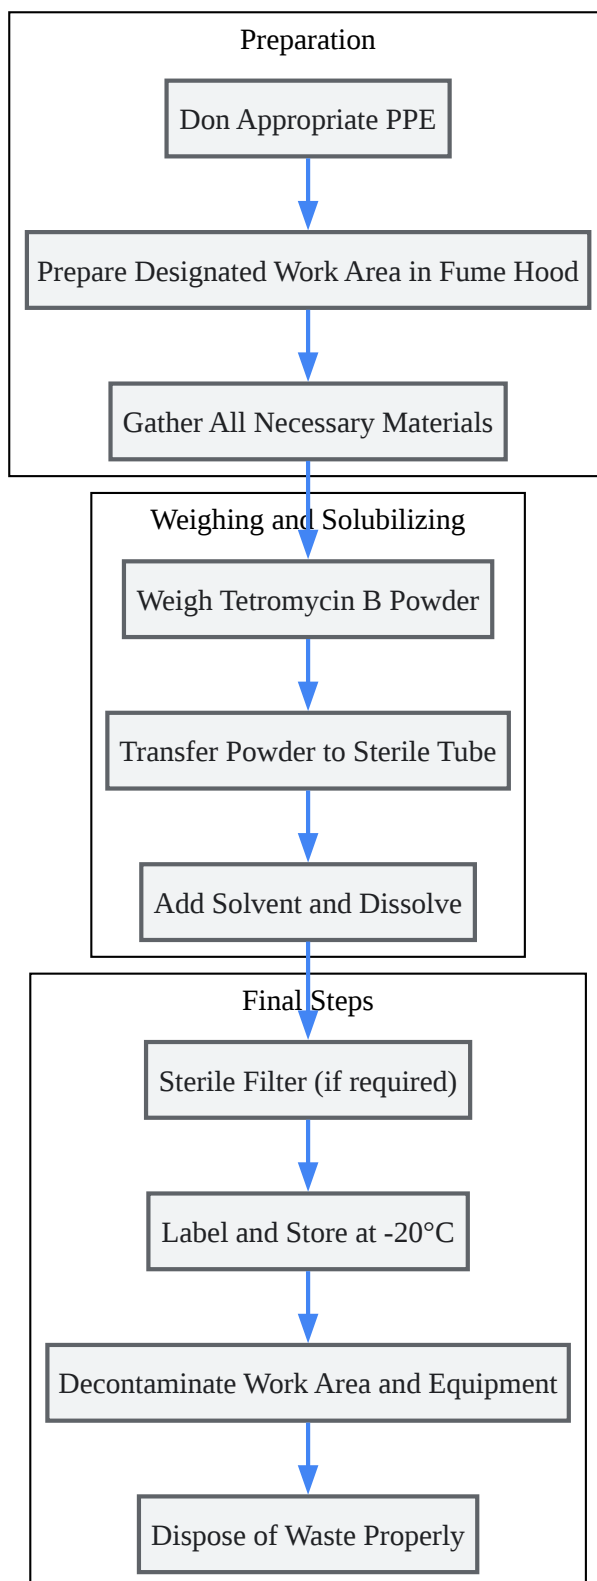 Preparation
Don Appropriate PPE
Prepare Designated Work Area in Fume Hood
Gather All Necessary Materials
Weighing and Solubilizing
Weigh Tetromycin B Powder
Transfer Powder to Sterile Tube
Add Solvent and Dissolve
Final Steps
Sterile Filter (if required)
Label and Store at -20°C
Decontaminate Work Area and Equipment
Dispose of Waste Properly